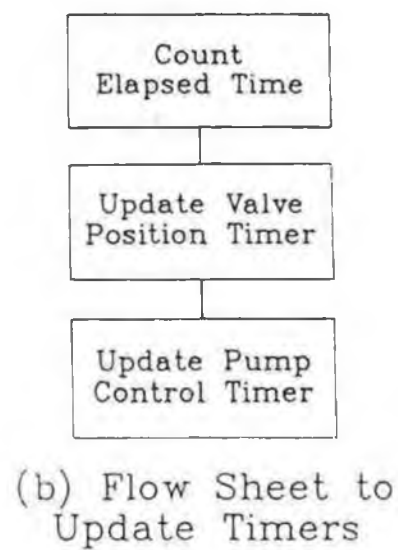 Count
Elapsed Time
Update Valve
Position Timer
Update Pump
Control Timer
(b) Flow Sheet to
Update Timers